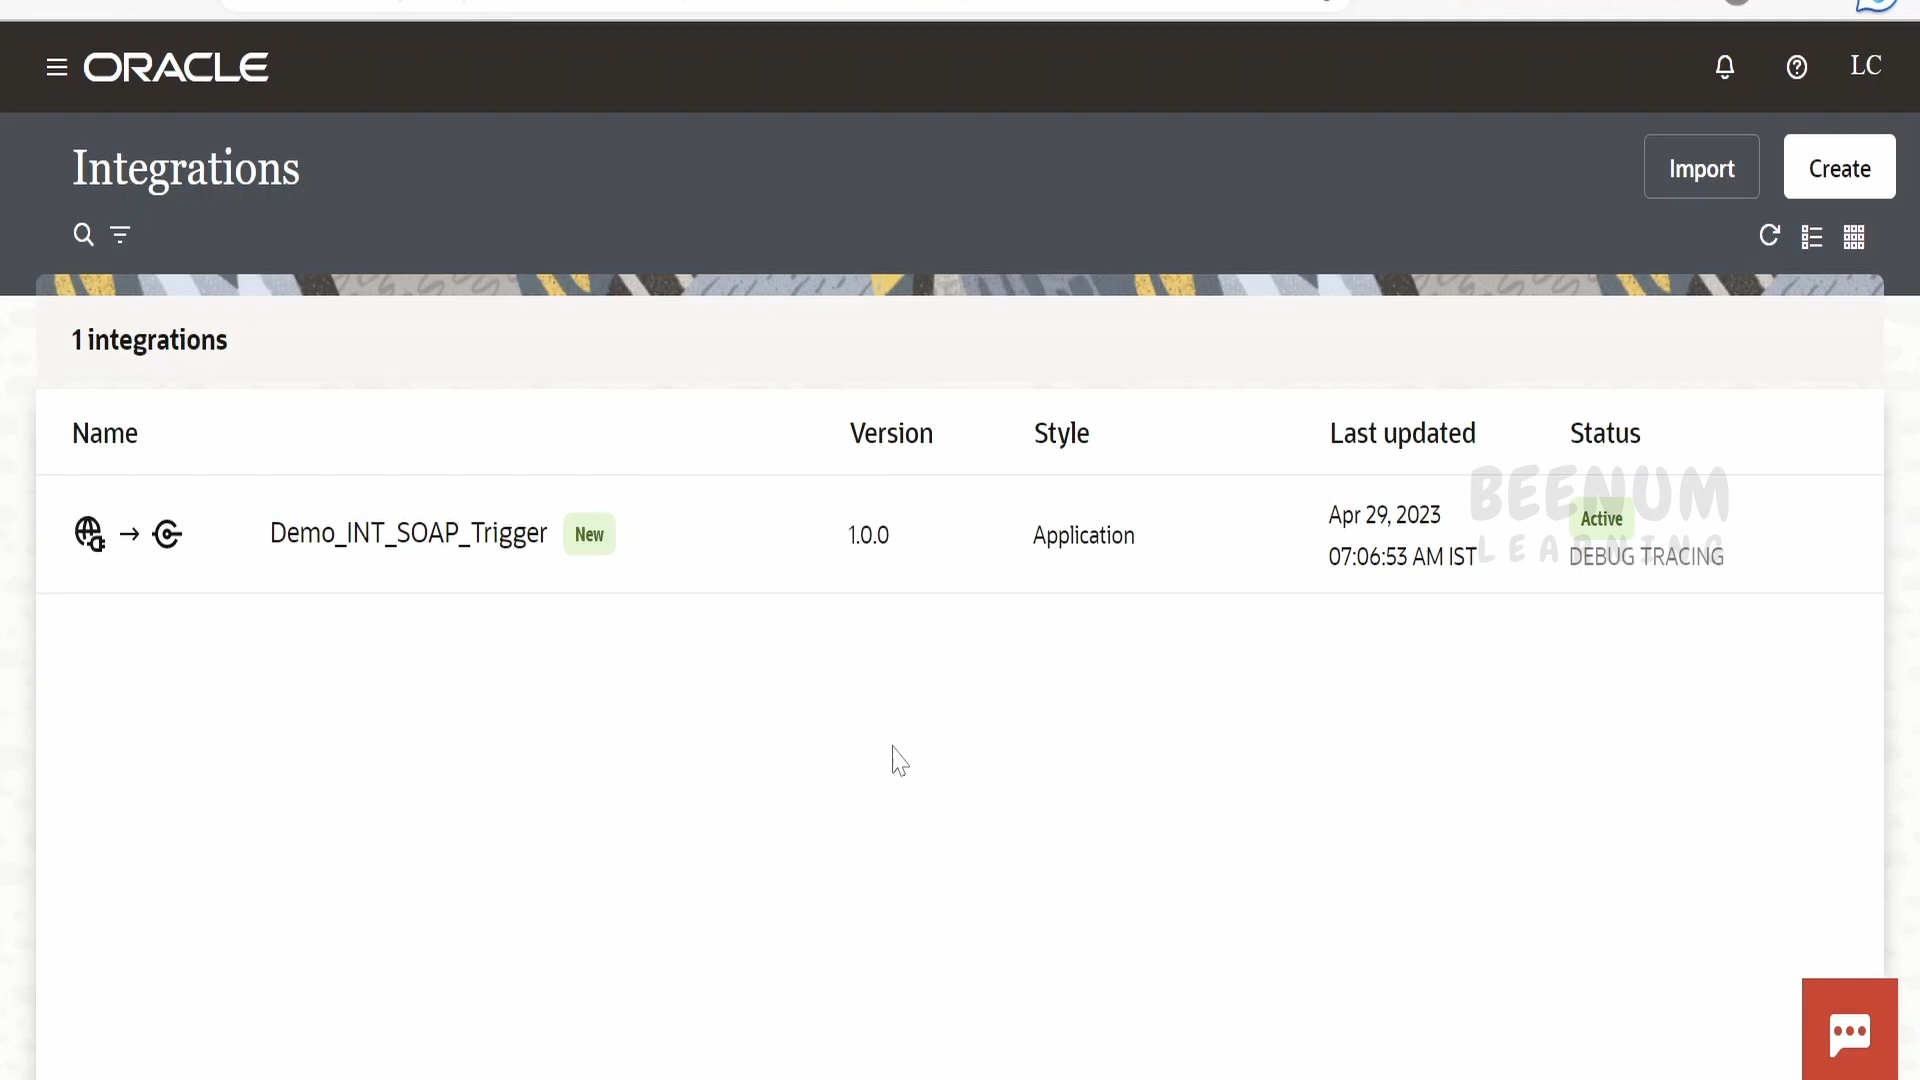 ORACLE
LC
Integrations
Import
Create
1 integrations
Name
Version
Style
Last updated
Status
Demo_INT_SOAP_Trigger
New
1.0.0
Application
Apr 29, 2023
07:06:53 AM IST
Active
DEBUG TRACING
BEENUM
LEARNING